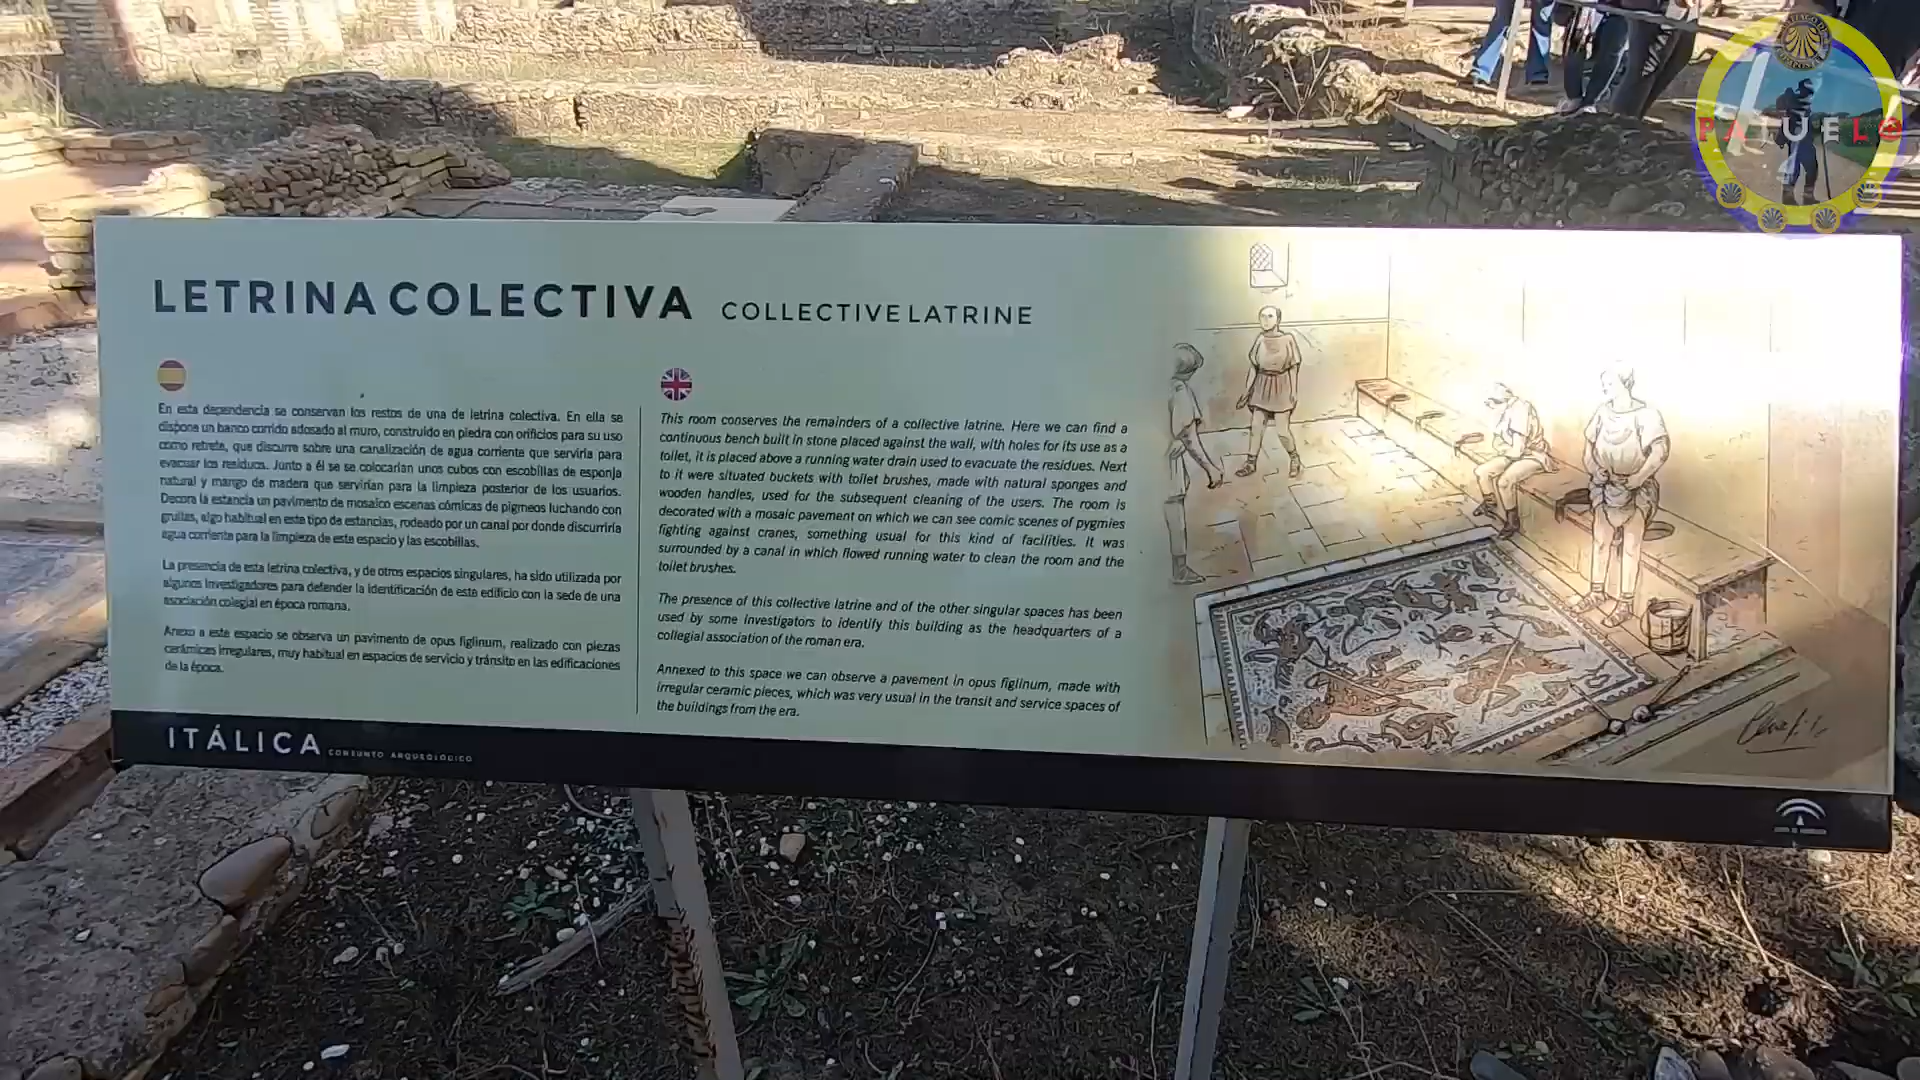 PAJUELO
LETRINA COLECTIVA COLLECTIVE LATRINE
En esta dependencia se conservan los restos de una de letrina colectiva. En ella se
dispone un banco corrido adosado al muro, construido en piedra con orificios para su uso
como retrete, que discurre sobre una canalización de agua corriente que serviría para
evacuar los residuos. Junto a él se se colocarían unos cubos con escobillas de esponja
natural y mango de madera que servirían para la limpieza posterior de los usuarios.
Decora la estancia un pavimento de mosaico escenas cómicas de pigmeos luchando con
grullas, algo habitual en este tipo de estancias, rodeado por un canal por donde discurriría
agua corriente para la limpieza de este espacio y las escobillas.
La presencia de esta letrina colectiva, y de otros espacios singulares, ha sido utilizada por
algunos investigadores para defender la identificación de este edificio con la sede de una
asociación colegial en época romana.
Anexo a este espacio se observa un pavimento de opus figlinum, realizado con piezas
cerámicas irregulares, muy habitual en espacios de servicio y tránsito en las edificaciones
de la época.
This room conserves the remainders of a collective latrine. Here we can find a
continuous bench built in stone placed against the wall, with holes for its use as a
toilet, it is placed above a running water drain used to evacuate the residues. Next
to it were situated buckets with toilet brushes, made with natural sponges and
wooden handles, used for the subsequent cleaning of the users. The room is
decorated with a mosaic pavement on which we can see comic scenes of pygmies
fighting against cranes, something usual for this kind of facilities. It was
surrounded by a canal in which flowed running water to clean the room and the
toilet brushes.
The presence of this collective latrine and of the other singular spaces has been
used by some investigators to identify this building as the headquarters of a
collegial association of the roman era.
Annexed to this space we can observe a pavement in opus figlinum, made with
irregular ceramic pieces, which was very usual in the transit and service spaces of
the buildings from the era.
ITÁLICA CONJUNTO ARQUEOLÓGICO